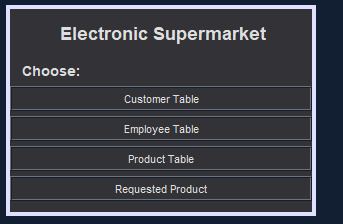 Electronic Supermarket
Choose:
Customer Table
Employee Table
Product Table
Requested Product